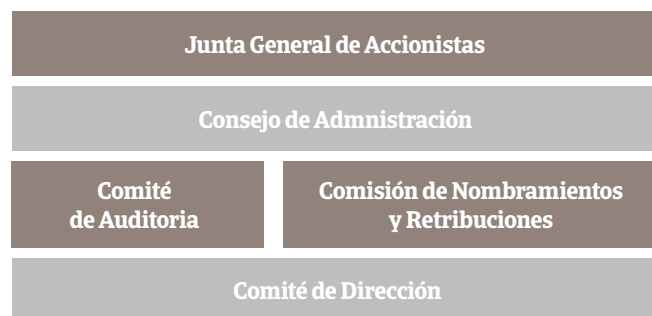 Junta General de Accionistas
Consejo de Admnistración
Comité
de Auditoria
Comisión de Nombramientos
y Retribuciones
Comité de Dirección